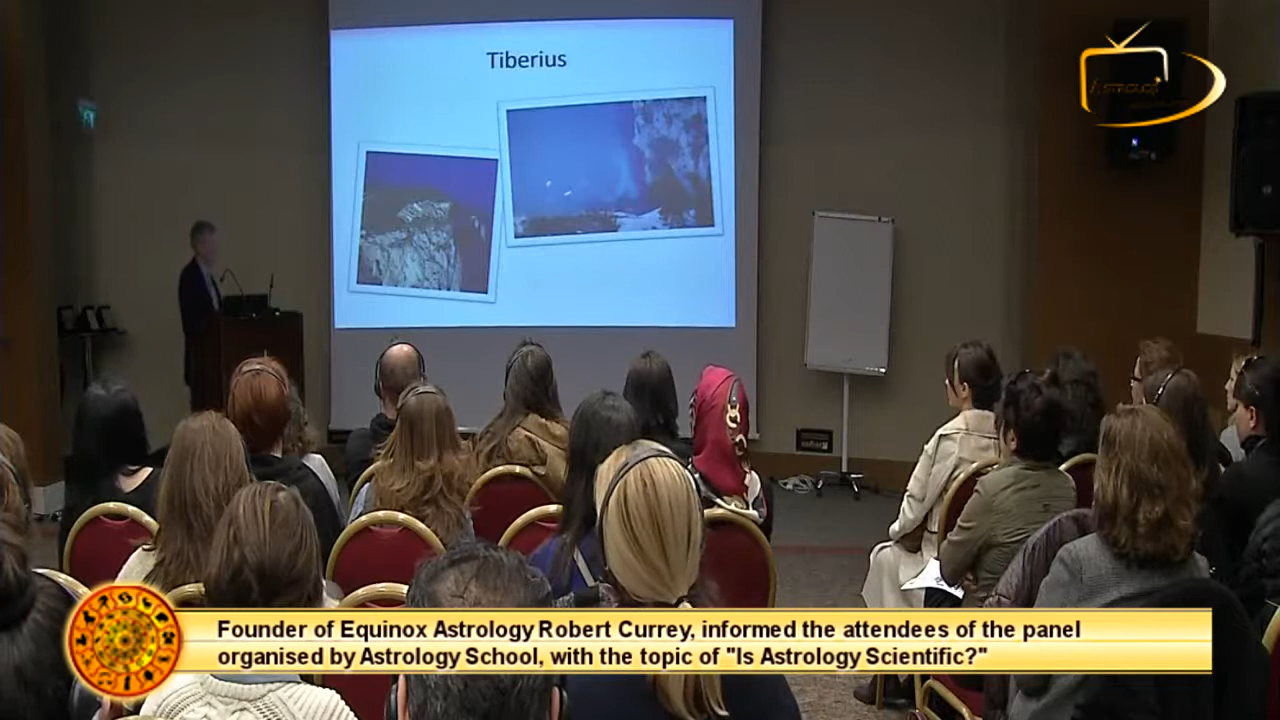 Tiberius
Founder of Equinox Astrology Robert Currey, informed the attendees of the panel
organised by Astrology School, with the topic of "Is Astrology Scientific?"